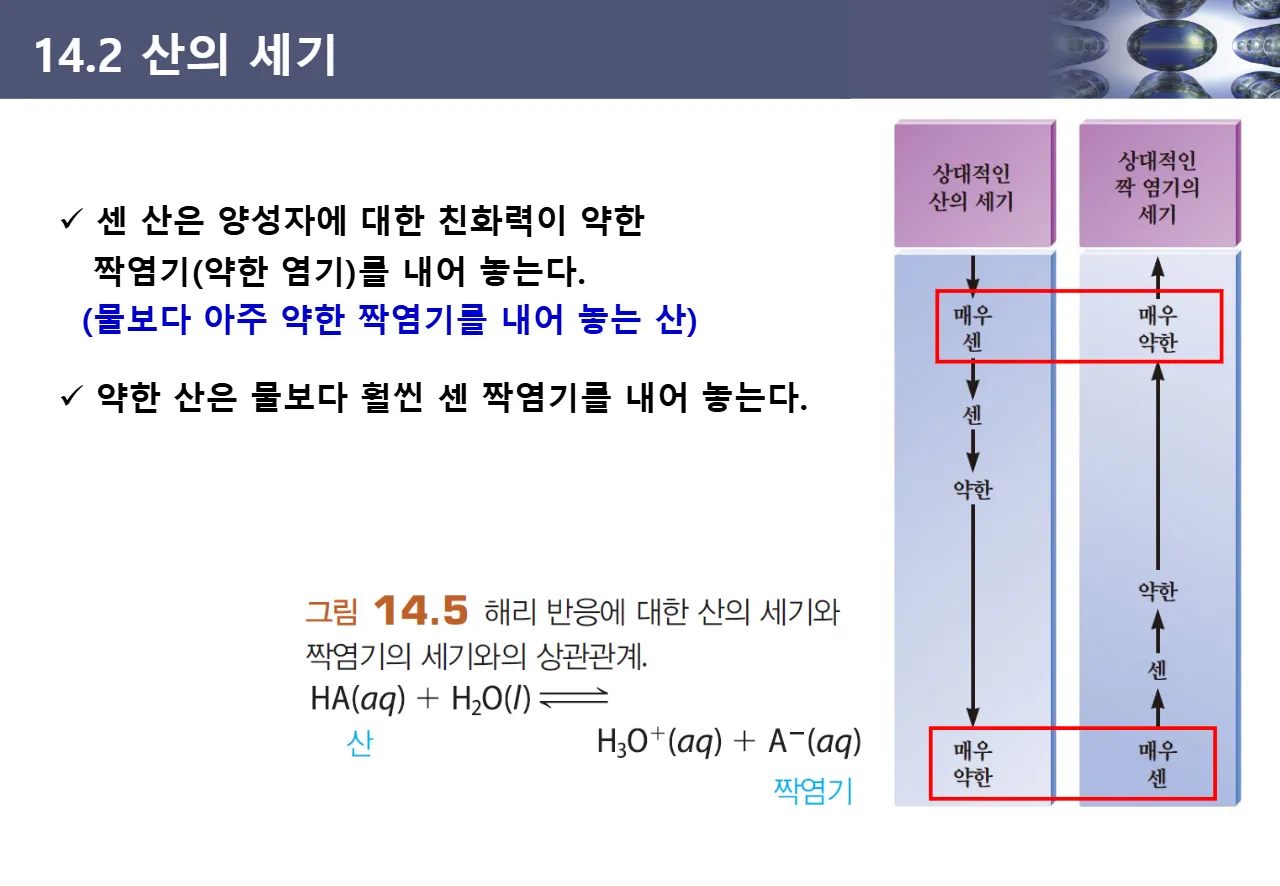 14.2 산의 세기
✓ 센 산은 양성자에 대한 친화력이 약한
짝염기(약한 염기)를 내어 놓는다.
(물보다 아주 약한 짝염기를 내어 놓는 산)
✓ 약한 산은 물보다 훨씬 센 짝염기를 내어 놓는다.
그림 14.5 해리 반응에 대한 산의 세기와
짝염기의 세기와의 상관관계.
HA(aq) + H₂O(l) ⇌
H₃O⁺(aq) + A⁻(aq)
산
짝염기
상대적인
산의 세기
매우
센
센
약한
매우
약한
상대적인
짝 염기의
세기
매우
약한
약한
센
매우
센